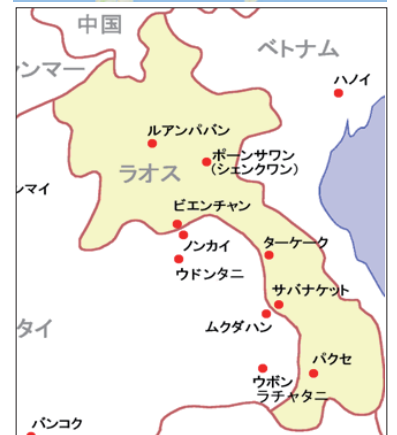 中国
ベトナム
ンマー
ハノイ
ルアンパバン
ポーンサワン
(シェンクワン)
ラオス
ンマイ
ビエンチャン
ノンカイ
ターケーク
ウドンタニ
サバナケット
ムクダハン
タイ
パクセ
ウボン
ラチャタニ
バンコク